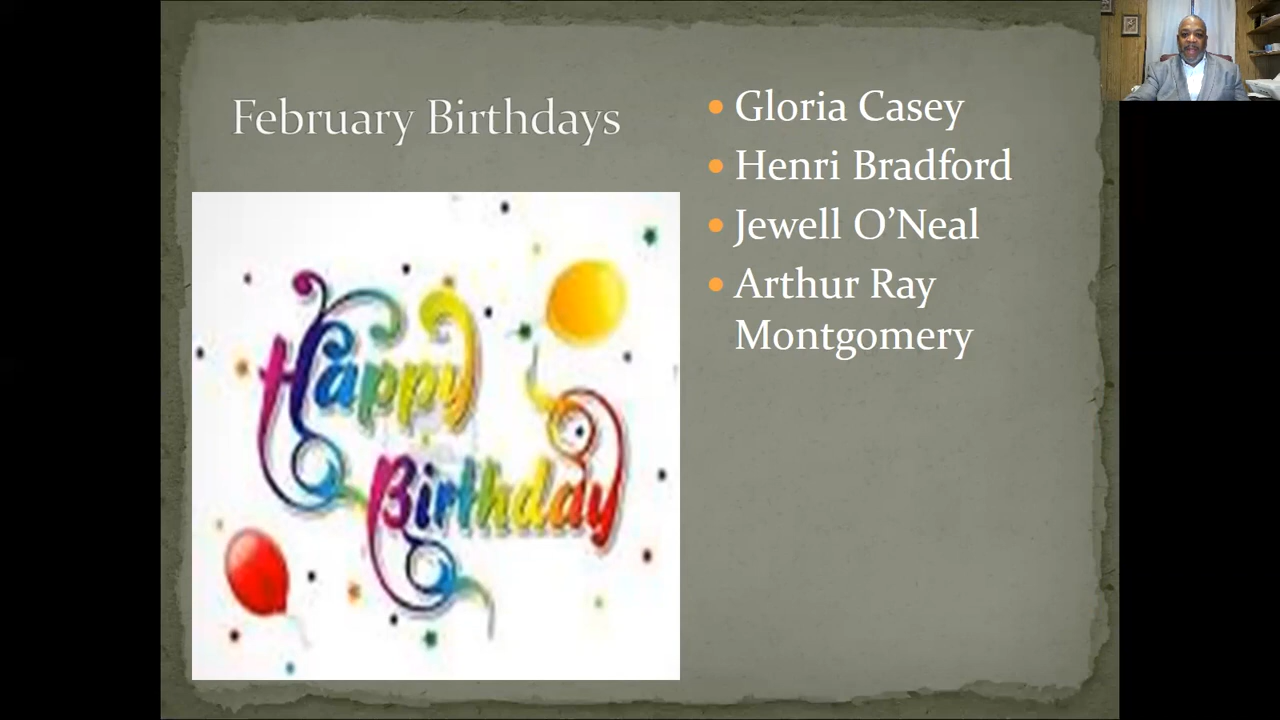 February Birthdays
Happy
Birthday
• Gloria Casey
• Henri Bradford
• Jewell O’Neal
• Arthur Ray
Montgomery